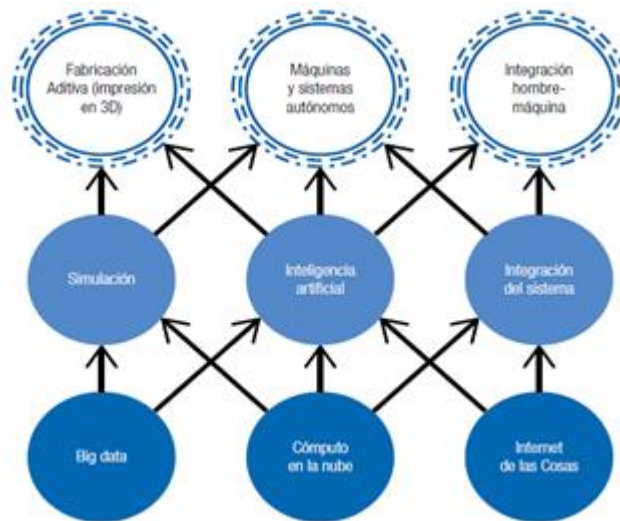 Fabricación
Aditiva (impresión
en 3D)
Máquinas
y sistemas
autónomos
Integración
hombre-
máquina
Simulación
Inteligencia
artificial
Integración
del sistema
Big data
Cómputo
en la nube
Internet
de las Cosas